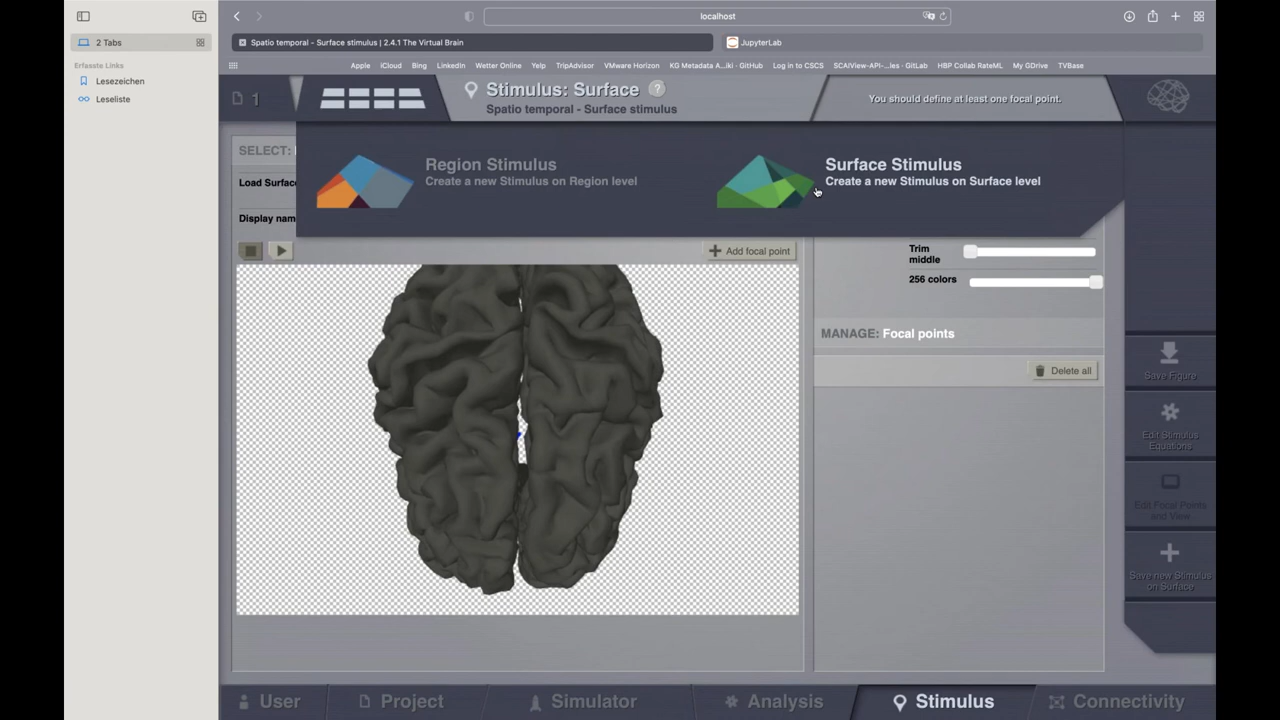 localhost
2 Tabs
Spatio temporal - Surface stimulus | 2.4.1 The Virtual Brain
JupyterLab
Erfasste Links
Lesezeichen
Leseliste
Apple iCloud Bing LinkedIn Wetter Online Yelp TripAdvisor VMware Horizon KG Metadata A...iki · GitHub Log in to CSCS SCAIView-API-...ies · GitLab HBP Collab RateML My GDrive TVBase
1
Stimulus: Surface ?
Spatio temporal - Surface stimulus
You should define at least one focal point.
SELECT:
Region Stimulus
Create a new Stimulus on Region level
Surface Stimulus
Create a new Stimulus on Surface level
Load Surface
Display nam
Add focal point
Trim
middle
256 colors
MANAGE: Focal points
Delete all
Save Figure
Edit Stimulus
Equations
Edit Focal Points
and View
Save new Stimulus
on Surface
User Project Simulator Analysis Stimulus Connectivity